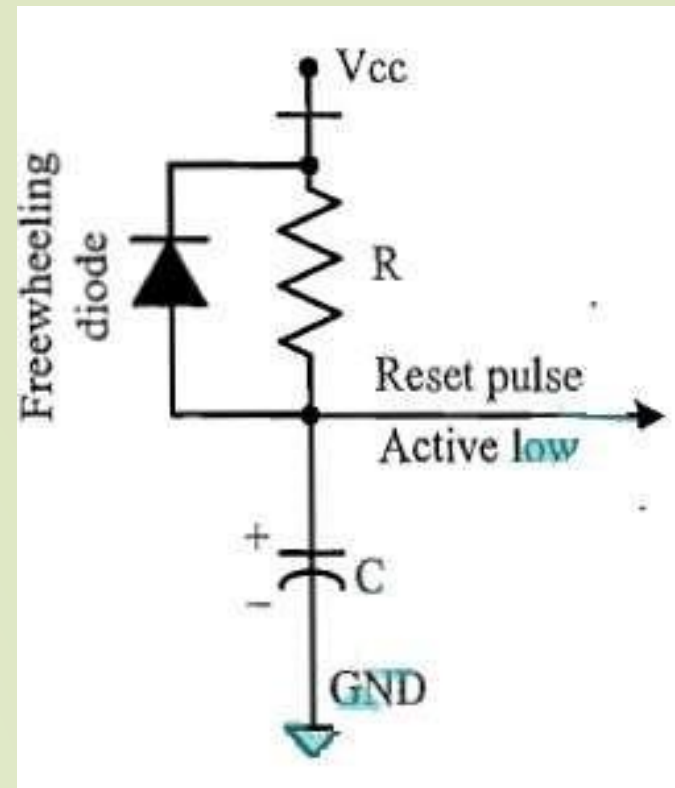 Vcc
Freewheeling
diode
R
Reset pulse
Active low
+
−
C
GND